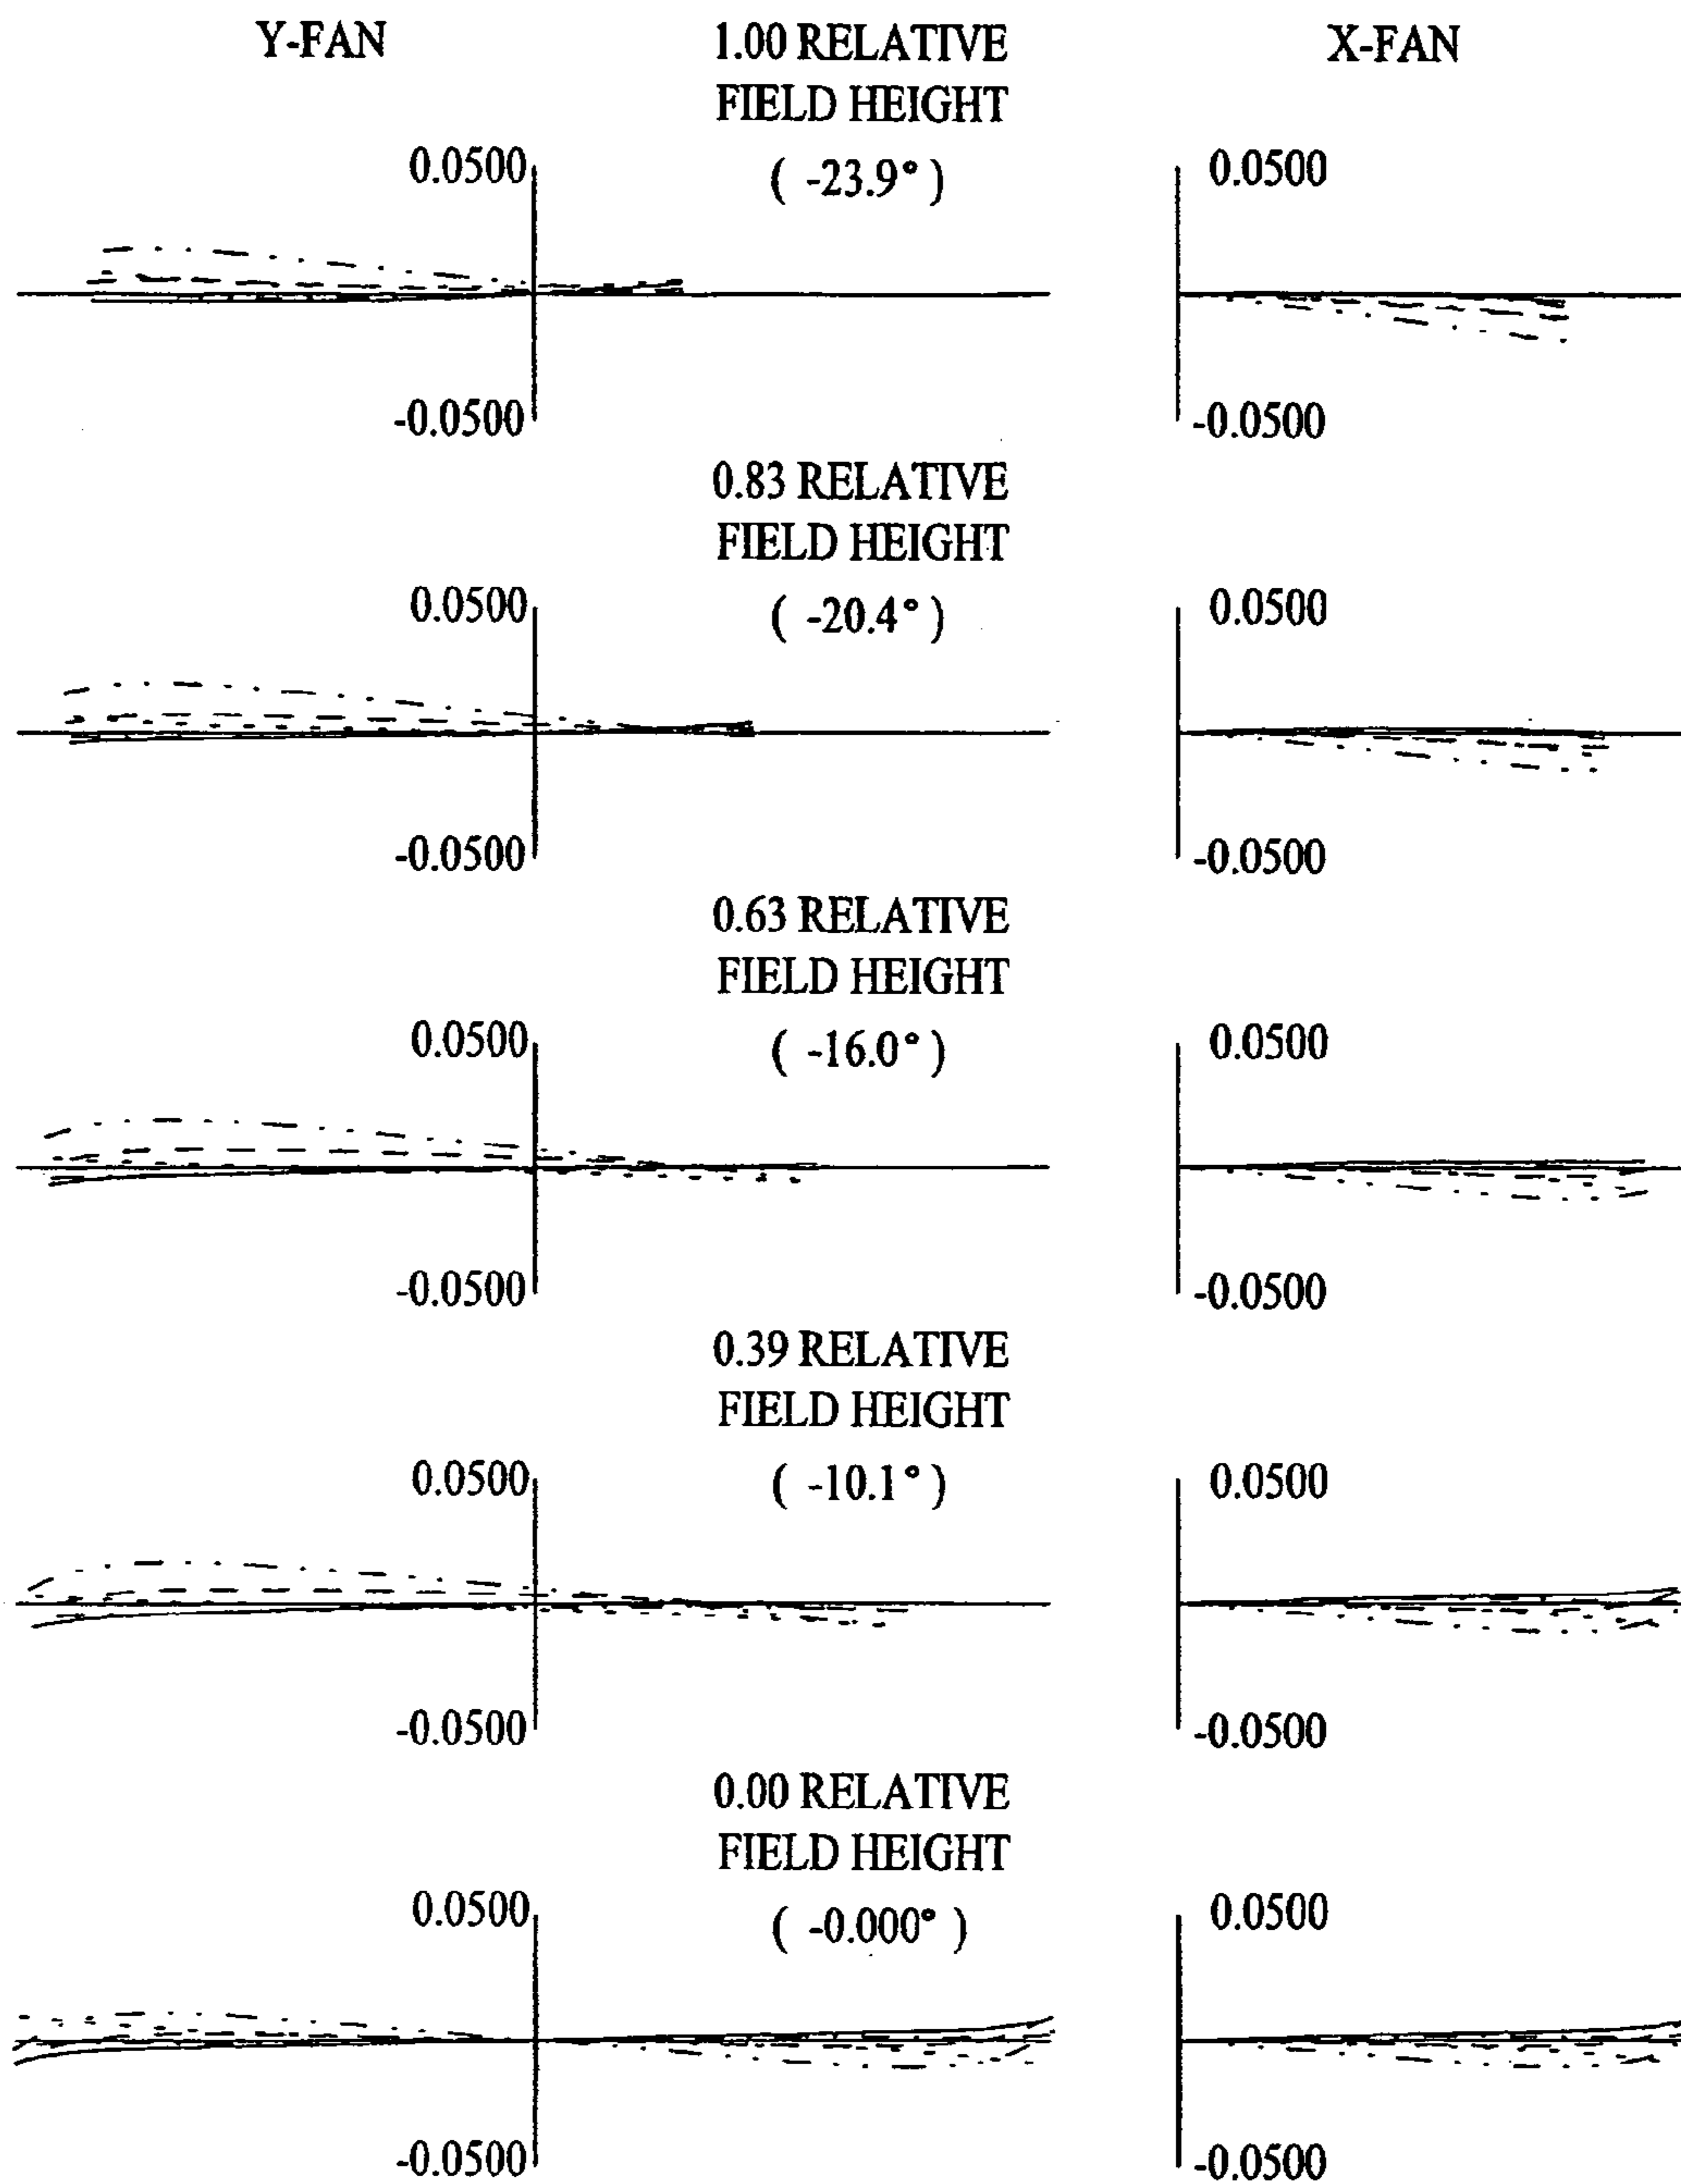 Y-FAN
1.00 RELATIVE
FIELD HEIGHT
( -23.9° )
X-FAN
0.0500
0.0500
-0.0500
-0.0500
0.83 RELATIVE
FIELD HEIGHT
( -20.4° )
0.0500
0.0500
-0.0500
-0.0500
0.63 RELATIVE
FIELD HEIGHT
( -16.0° )
0.0500
0.0500
-0.0500
-0.0500
0.39 RELATIVE
FIELD HEIGHT
( -10.1° )
0.0500
0.0500
-0.0500
-0.0500
0.00 RELATIVE
FIELD HEIGHT
( -0.000° )
0.0500
0.0500
-0.0500
-0.0500